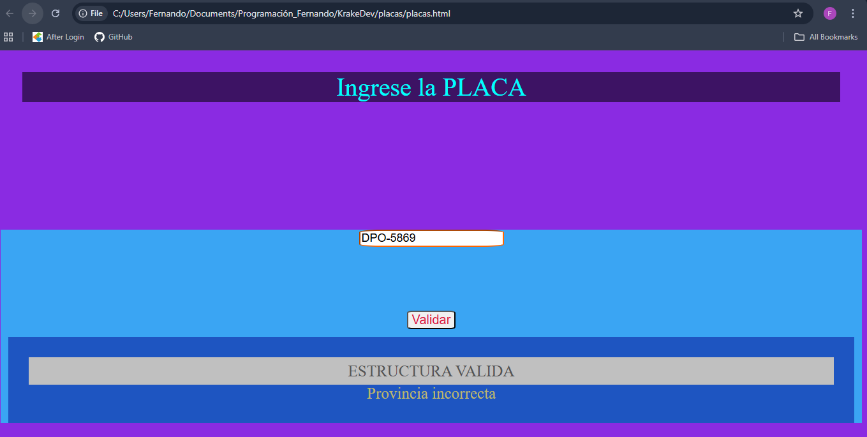 File C:/Users/Fernando/Documents/Programación_Fernando/KrakeDev/placas/placas.html F
After Login GitHub All Bookmarks
Ingrese la PLACA
DPO-5869
Validar
ESTRUCTURA VALIDA
Provincia incorrecta